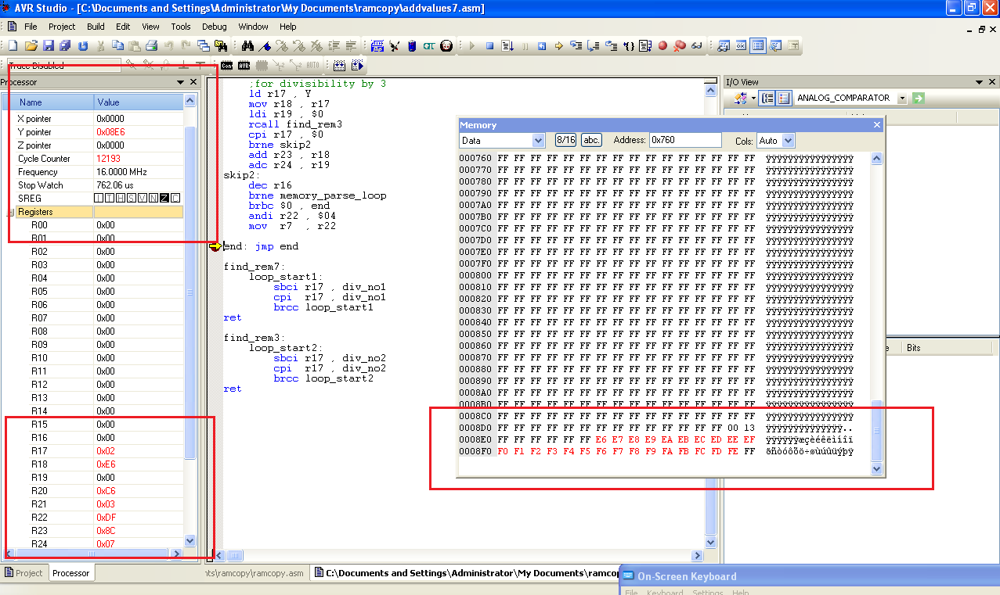 AVR Studio - [C:\Documents and Settings\Administrator\My Documents\ramcopy\addvalues7.asm]
File Project Build Edit View Tools Debug Window Help
Trace Disabled
Con AVR AUTO
Processor
Name Value
X pointer 0x0000
Y pointer 0x08E6
Z pointer 0x0000
Cycle Counter 12193
Frequency 16.0000 MHz
Stop Watch 762.06 us
SREG I T H S V N Z C
Registers
R00 0x00
R01 0x00
R02 0x00
R03 0x00
R04 0x00
R05 0x00
R06 0x00
R07 0x00
R08 0x00
R09 0x00
R10 0x00
R11 0x00
R12 0x00
R13 0x00
R14 0x00
R15 0x00
R16 0x00
R17 0x02
R18 0xE6
R19 0x00
R20 0xC6
R21 0x03
R22 0xDF
R23 0x8C
R24 0x07
Project Processor
;for divisibility by 3
ld r17 , Y
mov r18 , r17
ldi r19 , $0
rcall find_rem3
cpi r17 , $0
brne skip2
add r23 , r18
adc r24 , r19
skip2:
dec r16
brne memory_parse_loop
brbc $0 , end
andi r22 , $04
mov r7 , r22
end: jmp end
find_rem7:
loop_start1:
sbci r17 , div_no1
cpi r17 , div_no1
brcc loop_start1
ret
find_rem3:
loop_start2:
sbci r17 , div_no2
cpi r17 , div_no2
brcc loop_start2
ret
nts\ramcopy\ramcopy.asm C:\Documents and Settings\Administrator\My Documents\ramcop
I/O View
ANALOG_COMPARATOR
Bits
Memory
Data 8/16 abc. Address: 0x760 Cols: Auto
000760 FF FF FF FF FF FF FF FF FF FF FF FF FF FF FF FF ÿÿÿÿÿÿÿÿÿÿÿÿÿÿÿÿ
000770 FF FF FF FF FF FF FF FF FF FF FF FF FF FF FF FF ÿÿÿÿÿÿÿÿÿÿÿÿÿÿÿÿ
000780 FF FF FF FF FF FF FF FF FF FF FF FF FF FF FF FF ÿÿÿÿÿÿÿÿÿÿÿÿÿÿÿÿ
000790 FF FF FF FF FF FF FF FF FF FF FF FF FF FF FF FF ÿÿÿÿÿÿÿÿÿÿÿÿÿÿÿÿ
0007A0 FF FF FF FF FF FF FF FF FF FF FF FF FF FF FF FF ÿÿÿÿÿÿÿÿÿÿÿÿÿÿÿÿ
0007B0 FF FF FF FF FF FF FF FF FF FF FF FF FF FF FF FF ÿÿÿÿÿÿÿÿÿÿÿÿÿÿÿÿ
0007C0 FF FF FF FF FF FF FF FF FF FF FF FF FF FF FF FF ÿÿÿÿÿÿÿÿÿÿÿÿÿÿÿÿ
0007D0 FF FF FF FF FF FF FF FF FF FF FF FF FF FF FF FF ÿÿÿÿÿÿÿÿÿÿÿÿÿÿÿÿ
0007E0 FF FF FF FF FF FF FF FF FF FF FF FF FF FF FF FF ÿÿÿÿÿÿÿÿÿÿÿÿÿÿÿÿ
0007F0 FF FF FF FF FF FF FF FF FF FF FF FF FF FF FF FF ÿÿÿÿÿÿÿÿÿÿÿÿÿÿÿÿ
000800 FF FF FF FF FF FF FF FF FF FF FF FF FF FF FF FF ÿÿÿÿÿÿÿÿÿÿÿÿÿÿÿÿ
000810 FF FF FF FF FF FF FF FF FF FF FF FF FF FF FF FF ÿÿÿÿÿÿÿÿÿÿÿÿÿÿÿÿ
000820 FF FF FF FF FF FF FF FF FF FF FF FF FF FF FF FF ÿÿÿÿÿÿÿÿÿÿÿÿÿÿÿÿ
000830 FF FF FF FF FF FF FF FF FF FF FF FF FF FF FF FF ÿÿÿÿÿÿÿÿÿÿÿÿÿÿÿÿ
000840 FF FF FF FF FF FF FF FF FF FF FF FF FF FF FF FF ÿÿÿÿÿÿÿÿÿÿÿÿÿÿÿÿ
000850 FF FF FF FF FF FF FF FF FF FF FF FF FF FF FF FF ÿÿÿÿÿÿÿÿÿÿÿÿÿÿÿÿ
000860 FF FF FF FF FF FF FF FF FF FF FF FF FF FF FF FF ÿÿÿÿÿÿÿÿÿÿÿÿÿÿÿÿ
000870 FF FF FF FF FF FF FF FF FF FF FF FF FF FF FF FF ÿÿÿÿÿÿÿÿÿÿÿÿÿÿÿÿ
000880 FF FF FF FF FF FF FF FF FF FF FF FF FF FF FF FF ÿÿÿÿÿÿÿÿÿÿÿÿÿÿÿÿ
000890 FF FF FF FF FF FF FF FF FF FF FF FF FF FF FF FF ÿÿÿÿÿÿÿÿÿÿÿÿÿÿÿÿ
0008A0 FF FF FF FF FF FF FF FF FF FF FF FF FF FF FF FF ÿÿÿÿÿÿÿÿÿÿÿÿÿÿÿÿ
0008B0 FF FF FF FF FF FF FF FF FF FF FF FF FF FF FF FF ÿÿÿÿÿÿÿÿÿÿÿÿÿÿÿÿ
0008C0 FF FF FF FF FF FF FF FF FF FF FF FF FF FF FF FF ÿÿÿÿÿÿÿÿÿÿÿÿÿÿÿÿ
0008D0 FF FF FF FF FF FF FF FF FF FF FF FF FF FF 00 13 ÿÿÿÿÿÿÿÿÿÿÿÿÿÿ..
0008E0 FF FF FF FF FF FF E6 E7 E8 E9 EA EB EC ED EE EF ÿÿÿÿÿÿæçèéêëìíîï
0008F0 F0 F1 F2 F3 F4 F5 F6 F7 F8 F9 FA FB FC FD FE FF ðñòóôõö÷øùúûüýþÿ
On-Screen Keyboard
File Keyboard Settings Help